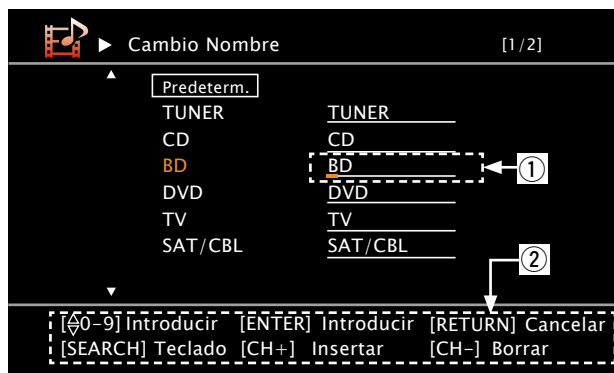 Cambio Nombre [1/2]
Predeterm.
TUNER TUNER
CD CD
BD BD
①
DVD DVD
TV TV
SAT/CBL SAT/CBL
②
[△▽0–9] Introducir [ENTER] Introducir [RETURN] Cancelar
[SEARCH] Teclado [CH+] Insertar [CH–] Borrar